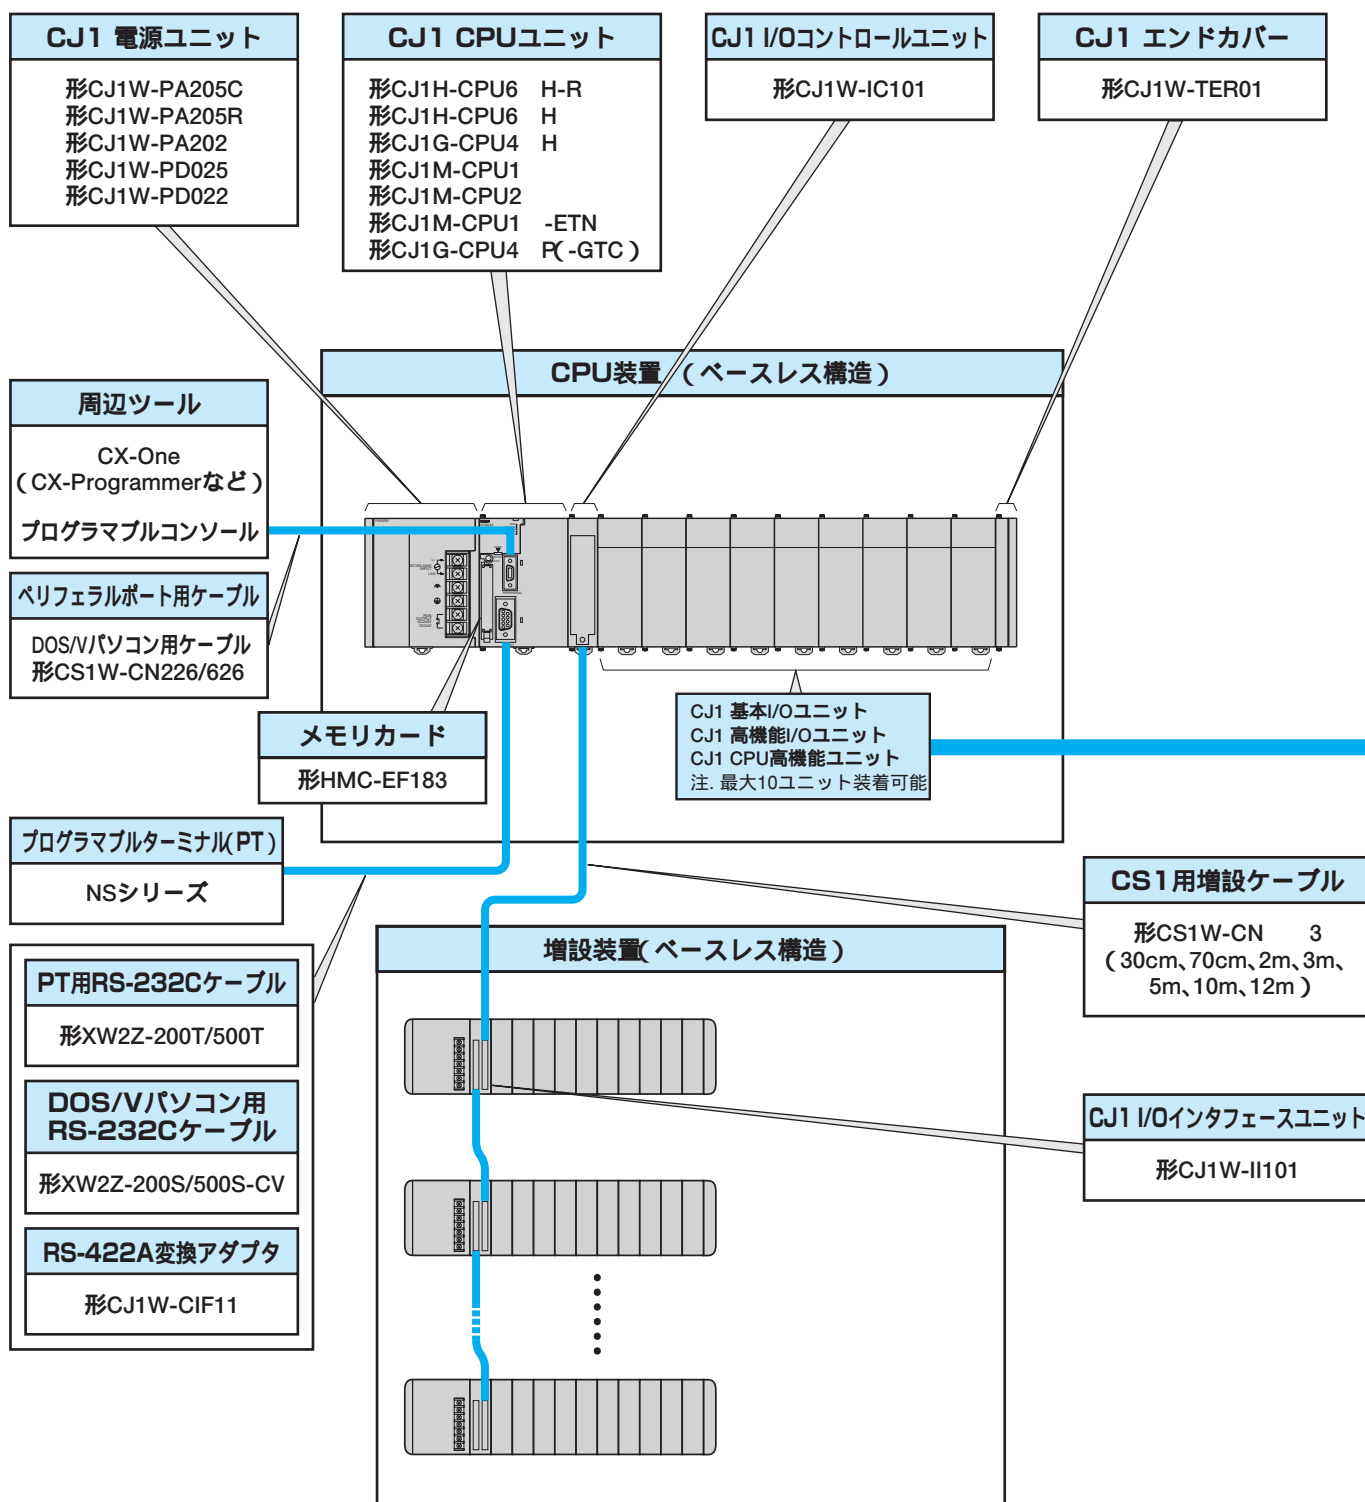 CJ1 電源ユニット
形CJ1W-PA205C
形CJ1W-PA205R
形CJ1W-PA202
形CJ1W-PD025
形CJ1W-PD022
CJ1 CPUユニット
形CJ1H-CPU6 H-R
形CJ1H-CPU6 H
形CJ1G-CPU4 H
形CJ1M-CPU1
形CJ1M-CPU2
形CJ1M-CPU1 -ETN
形CJ1G-CPU4 P(-GTC)
CJ1 I/Oコントロールユニット
形CJ1W-IC101
CJ1 エンドカバー
形CJ1W-TER01
CPU装置 (ベースレス構造)
周辺ツール
CX-One
(CX-Programmerなど)
プログラマブルコンソール
ペリフェラルポート用ケーブル
DOS/Vパソコン用ケーブル
形CS1W-CN226/626
メモリカード
形HMC-EF183
CJ1 基本I/Oユニット
CJ1 高機能I/Oユニット
CJ1 CPU高機能ユニット
注. 最大10ユニット装着可能
プログラマブルターミナル(PT)
NSシリーズ
CS1用増設ケーブル
形CS1W-CN 3
(30cm、70cm、2m、3m、
5m、10m、12m)
増設装置(ベースレス構造)
PT用RS-232Cケーブル
形XW2Z-200T/500T
DOS/Vパソコン用
RS-232Cケーブル
形XW2Z-200S/500S-CV
RS-422A変換アダプタ
形CJ1W-CIF11
CJ1 I/Oインタフェースユニット
形CJ1W-II101